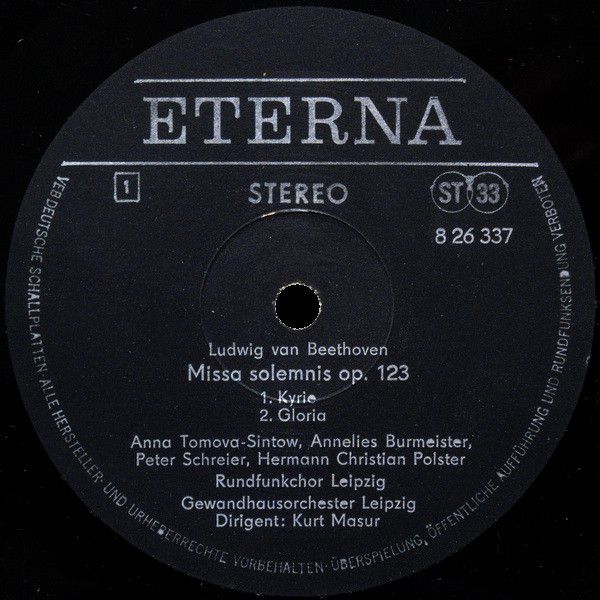 ETERNA
1
STEREO
ST 33
8 26 337
Ludwig van Beethoven
Missa solemnis op. 123
1. Kyrie
2. Gloria
Anna Tomova-Sintow, Annelies Burmeister,
Peter Schreier, Hermann Christian Polster
Rundfunkchor Leipzig
Gewandhausorchester Leipzig
Dirigent: Kurt Masur
VEB DEUTSCHE SCHALLPLATTEN · ALLE HERSTELLER- UND URHEBERRECHTE VORBEHALTEN · ÜBERSPIELUNG, ÖFFENTLICHE AUFFÜHRUNG UND RUNDFUNKSENDUNG VERBOTEN